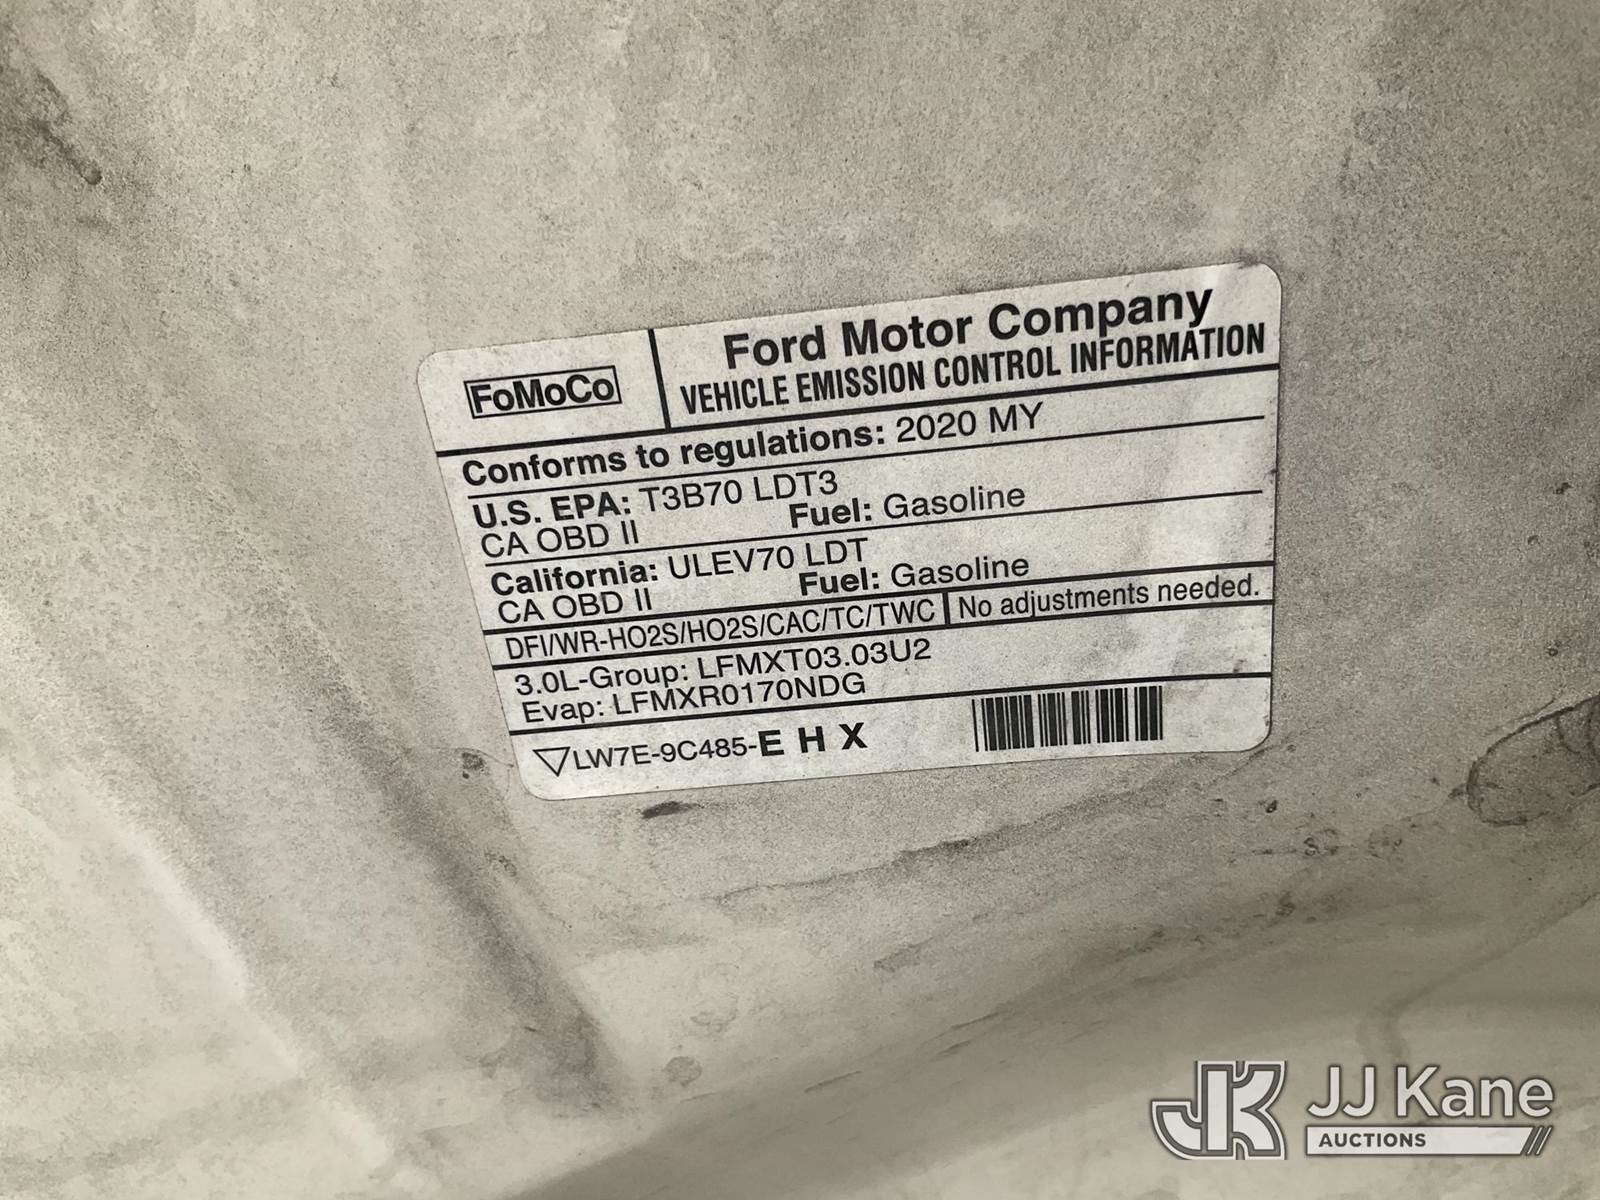 FoMoCo
Ford Motor Company
VEHICLE EMISSION CONTROL INFORMATION
Conforms to regulations: 2020 MY
U.S. EPA: T3B70 LDT3
CA OBD II Fuel: Gasoline
California: ULEV70 LDT
CA OBD II Fuel: Gasoline
DFI/WR-HO2S/HO2S/CAC/TC/TWC No adjustments needed.
3.0L-Group: LFMXT03.03U2
Evap: LFMXR0170NDG
LW7E-9C485-E H X
JK JJ Kane
AUCTIONS